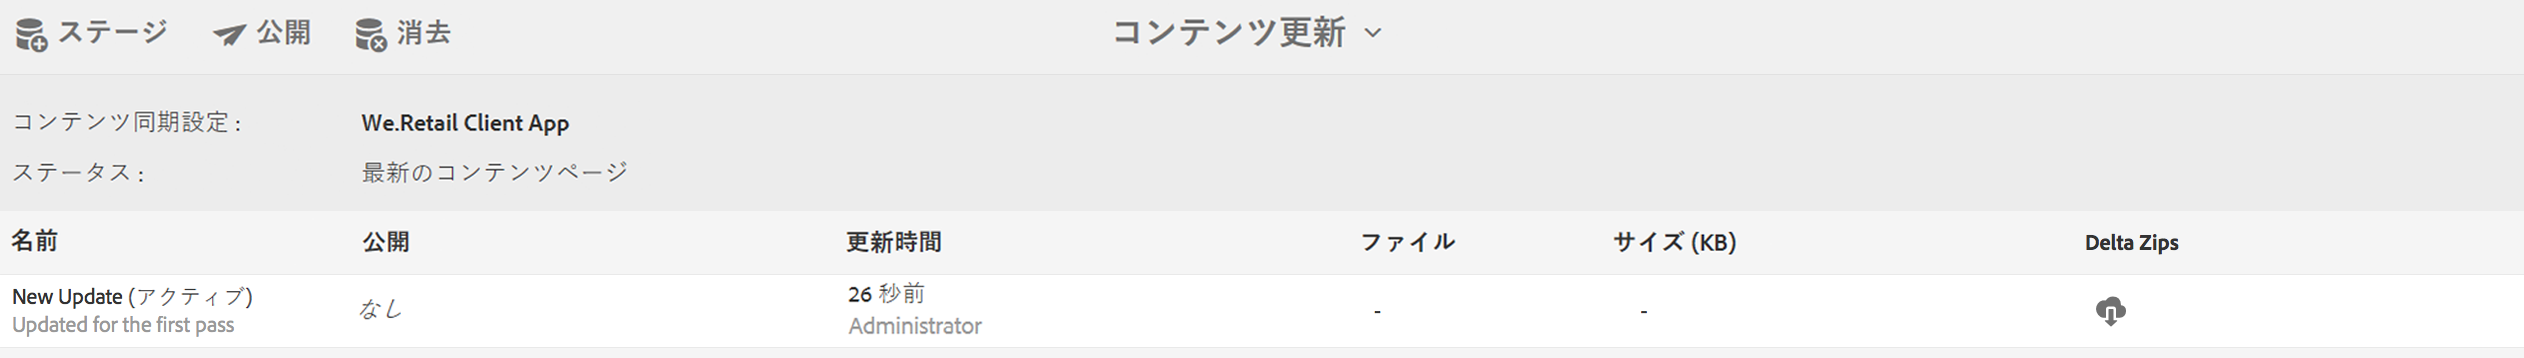 ステージ 公開 消去 コンテンツ更新
コンテンツ同期設定 : We.Retail Client App
ステータス : 最新のコンテンツページ
名前 公開 更新時間 ファイル サイズ (KB) Delta Zips
New Update (アクティブ) なし 26 秒前 - -
Updated for the first pass Administrator